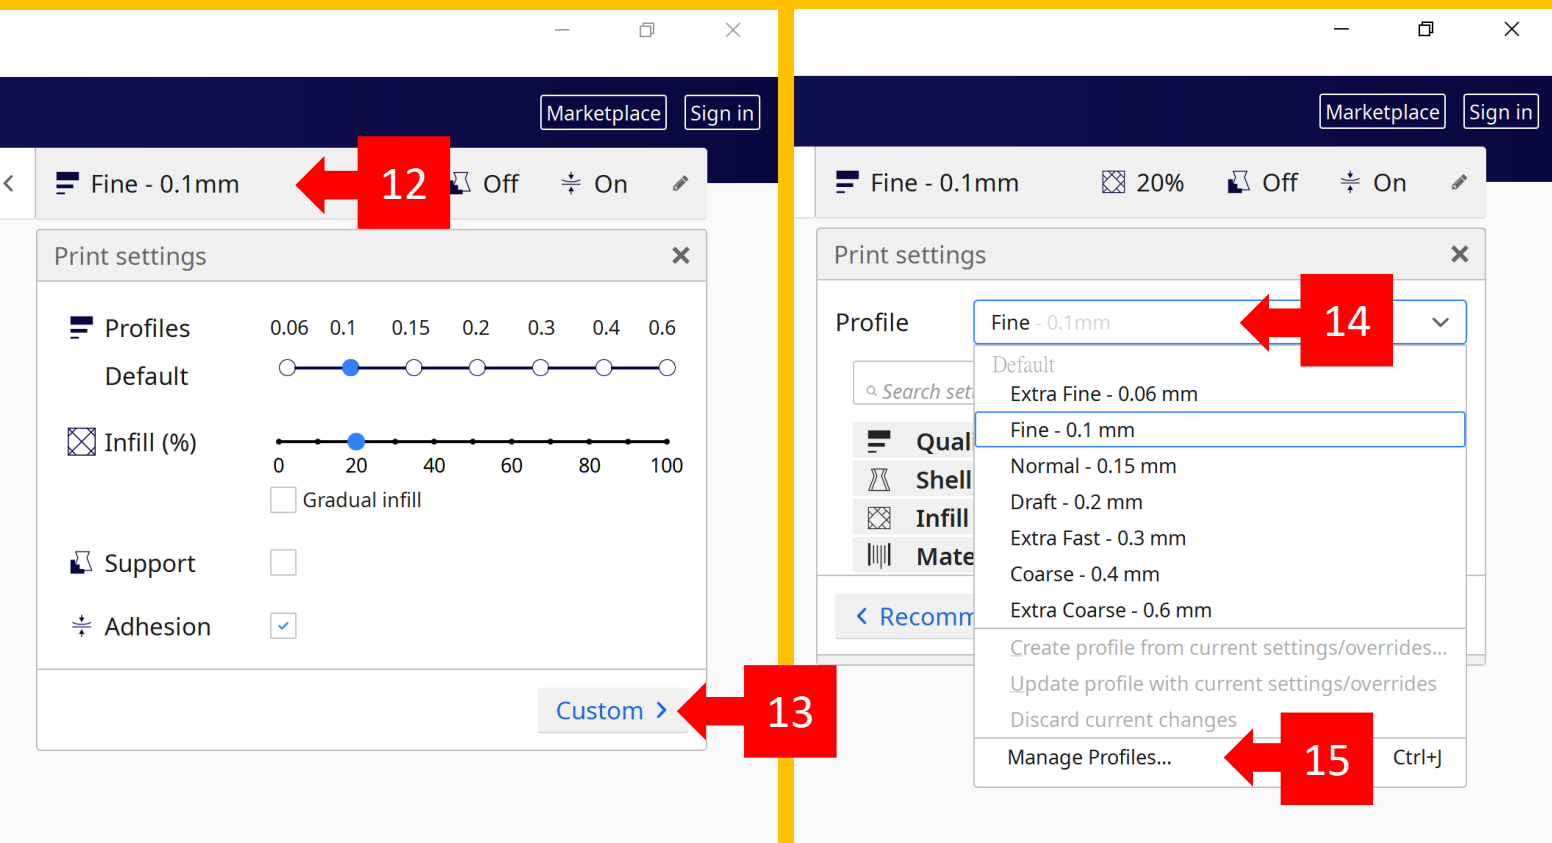 Marketplace Sign in
Fine - 0.1mm 12 Off On
Print settings
Profiles 0.06 0.1 0.15 0.2 0.3 0.4 0.6
Default
Infill (%)
0 20 40 60 80 100
Gradual infill
Support
Adhesion
Custom 13
Marketplace Sign in
Fine - 0.1mm 20% Off On
Print settings
Profile Fine - 0.1mm 14
Default
Search set
Extra Fine - 0.06 mm
Fine - 0.1 mm
Qual
Normal - 0.15 mm
Shell
Draft - 0.2 mm
Infill
Extra Fast - 0.3 mm
Mate
Coarse - 0.4 mm
Extra Coarse - 0.6 mm
Recomm
Create profile from current settings/overrides...
Update profile with current settings/overrides
Discard current changes
Manage Profiles... 15 Ctrl+J